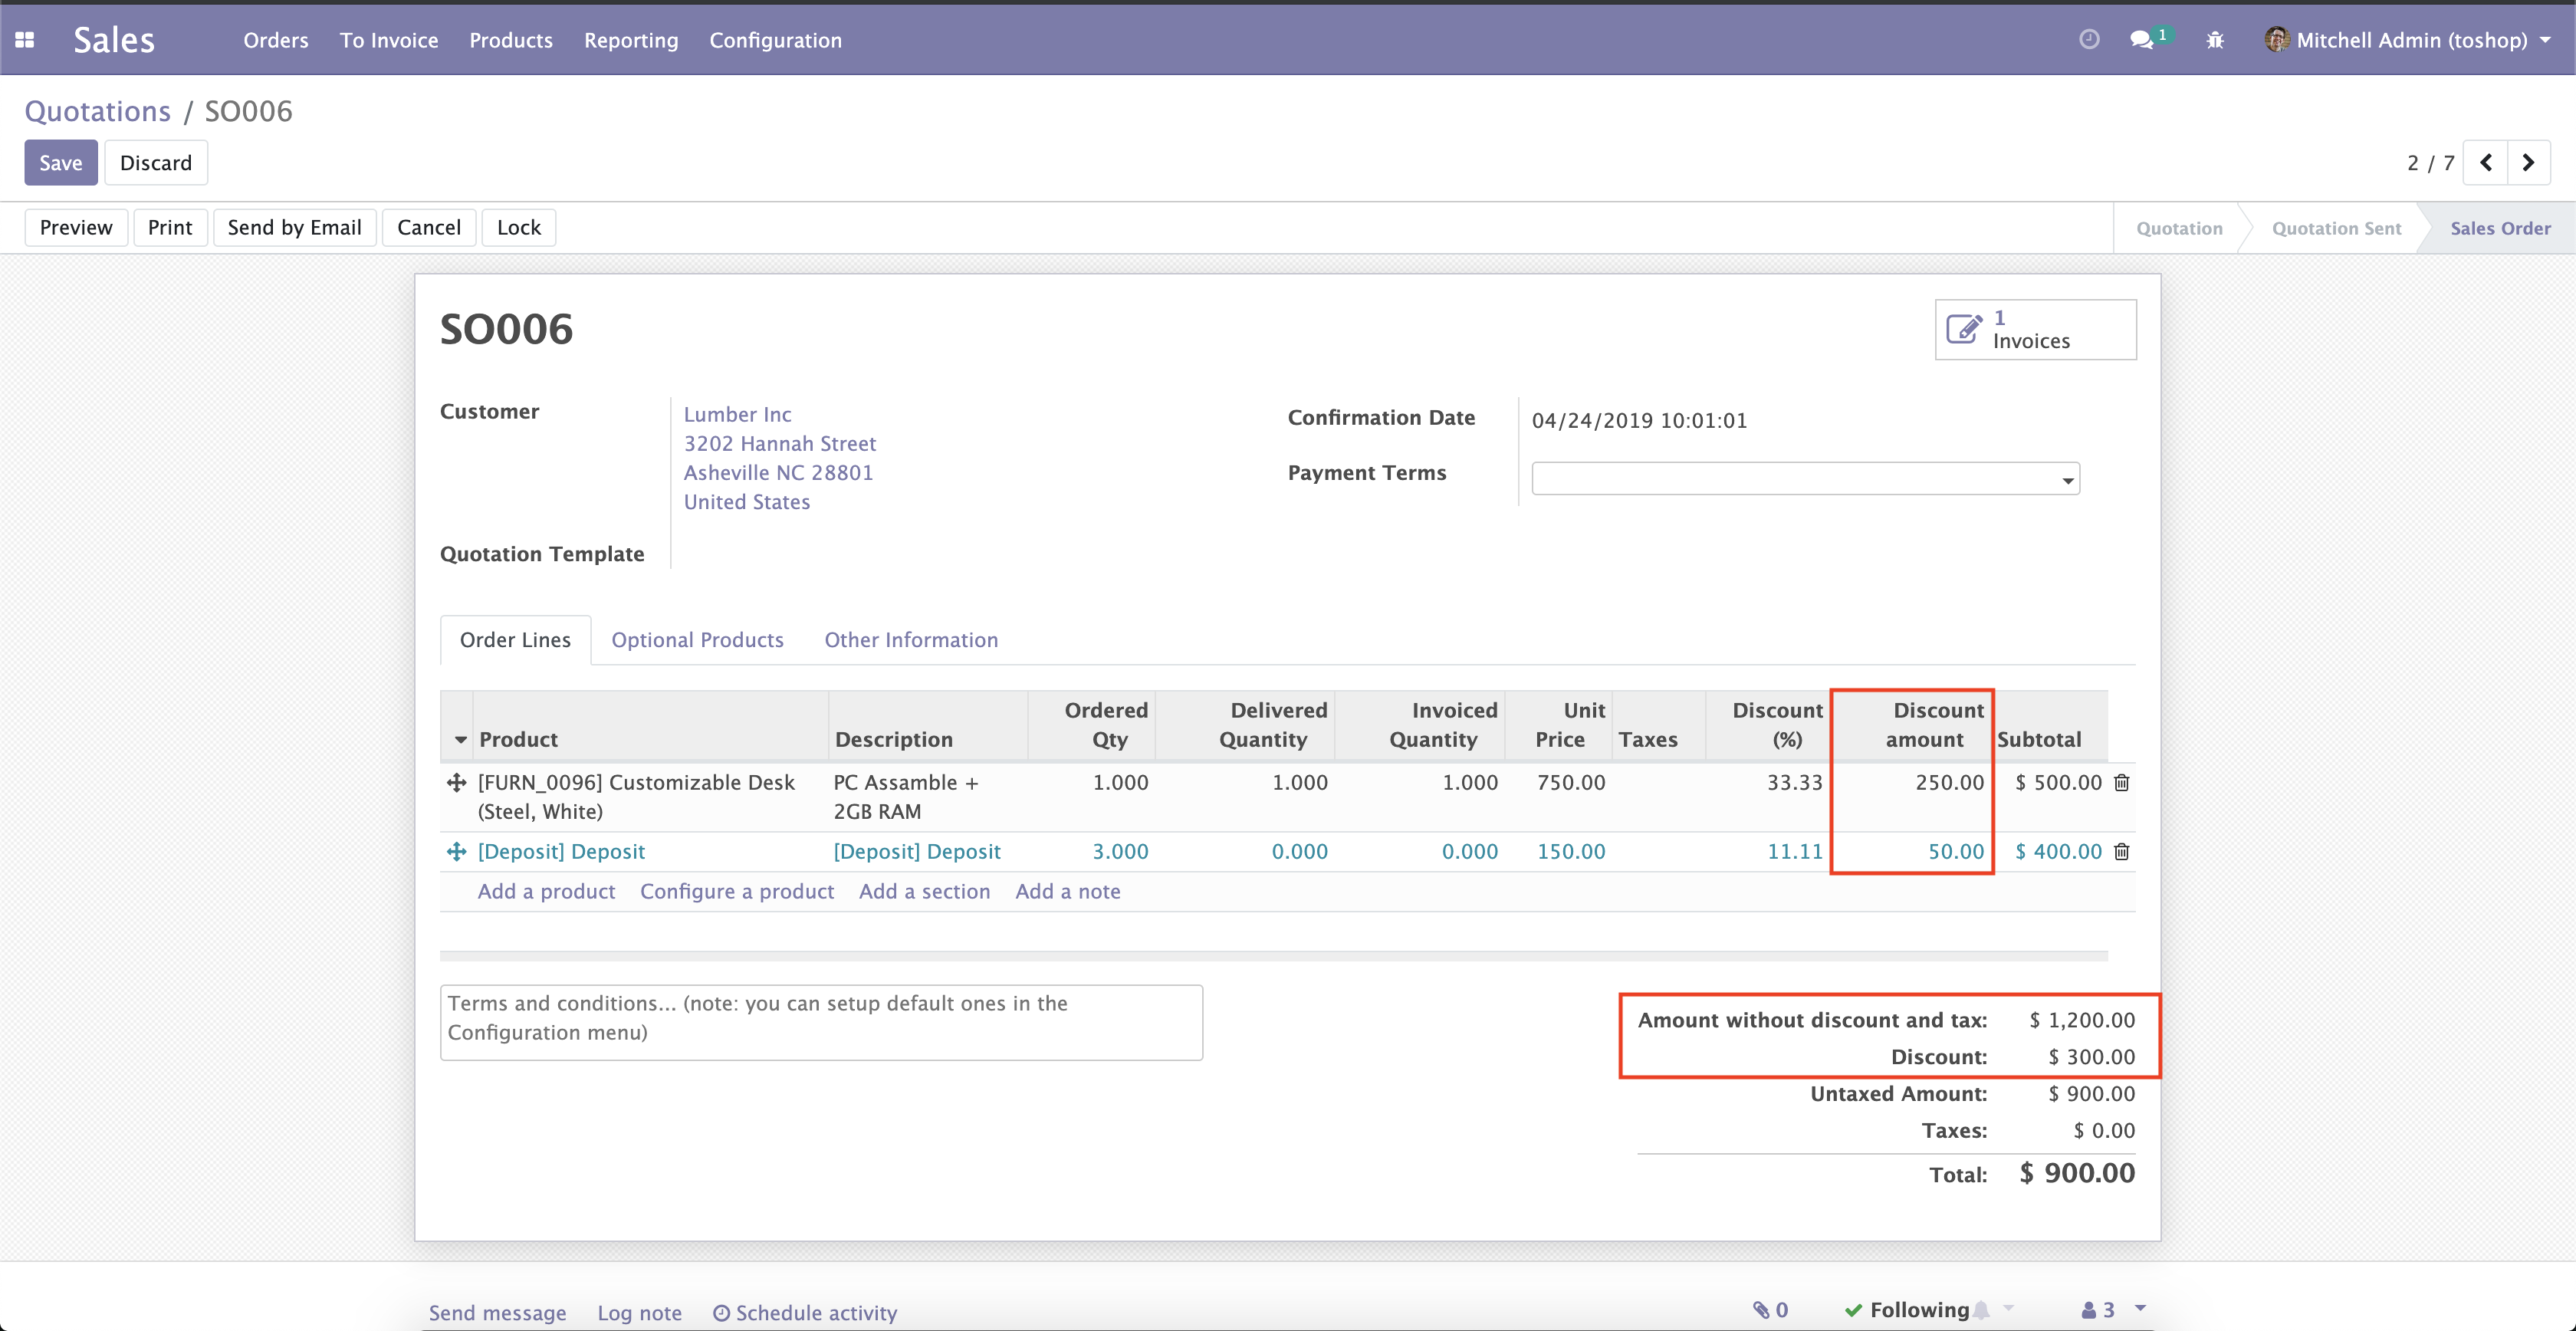 Sales Orders To Invoice Products Reporting Configuration 1 Mitchell Admin (toshop)
Quotations / SO006
Save Discard 2 / 7
Preview Print Send by Email Cancel Lock Quotation Quotation Sent Sales Order
SO006
1
Invoices
Customer
Lumber Inc
3202 Hannah Street
Asheville NC 28801
United States
Confirmation Date 04/24/2019 10:01:01
Payment Terms
Quotation Template
Order Lines Optional Products Other Information
Product Description Ordered Qty Delivered Quantity Invoiced Quantity Unit Price Taxes Discount (%) Discount amount Subtotal
[FURN_0096] Customizable Desk PC Assamble + 1.000 1.000 1.000 750.00 33.33 250.00 $ 500.00
(Steel, White) 2GB RAM
[Deposit] Deposit [Deposit] Deposit 3.000 0.000 0.000 150.00 11.11 50.00 $ 400.00
Add a product Configure a product Add a section Add a note
Terms and conditions... (note: you can setup default ones in the
Configuration menu)
Amount without discount and tax: $ 1,200.00
Discount: $ 300.00
Untaxed Amount: $ 900.00
Taxes: $ 0.00
Total: $ 900.00
Send message Log note Schedule activity 0 Following 3